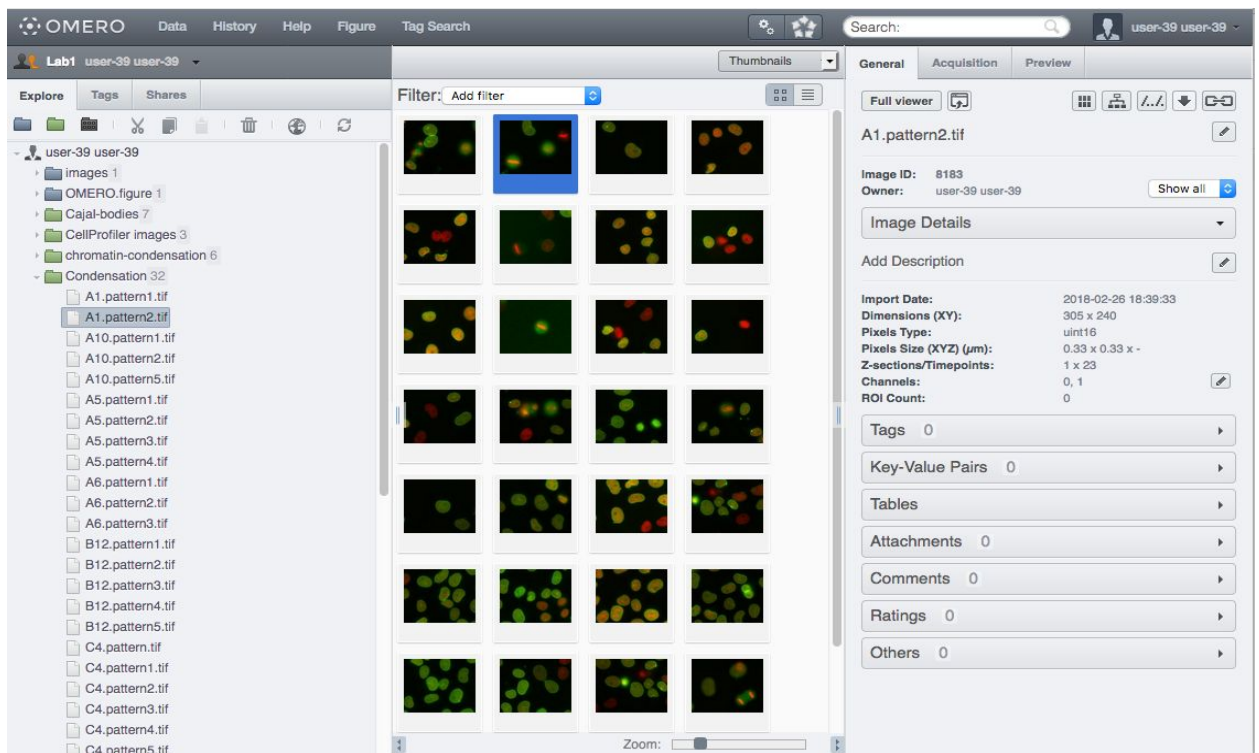 OMERO Data History Help Figure Tag Search Search: user-39 user-39
Lab1 user-39 user-39
Explore Tags Shares
user-39 user-39
images 1
OMERO.figure 1
Cajal-bodies 7
CellProfiler images 3
chromatin-condensation 6
Condensation 32
A1.pattern1.tif
A1.pattern2.tif
A10.pattern1.tif
A10.pattern2.tif
A10.pattern5.tif
A5.pattern1.tif
A5.pattern2.tif
A5.pattern3.tif
A5.pattern4.tif
A6.pattern1.tif
A6.pattern2.tif
A6.pattern3.tif
B12.pattern1.tif
B12.pattern2.tif
B12.pattern3.tif
B12.pattern4.tif
B12.pattern5.tif
C4.pattern.tif
C4.pattern1.tif
C4.pattern2.tif
C4.pattern3.tif
C4.pattern4.tif
C4.pattern5.tif
Thumbnails
Filter: Add filter
Zoom:
General Acquisition Preview
Full viewer
A1.pattern2.tif
Image ID: 8183
Owner: user-39 user-39 Show all
Image Details
Add Description
Import Date: 2018-02-26 18:39:33
Dimensions (XY): 305 x 240
Pixels Type: uint16
Pixels Size (XYZ) (µm): 0.33 x 0.33 x -
Z-sections/Timepoints: 1 x 23
Channels: 0, 1
ROI Count: 0
Tags 0
Key-Value Pairs 0
Tables
Attachments 0
Comments 0
Ratings 0
Others 0